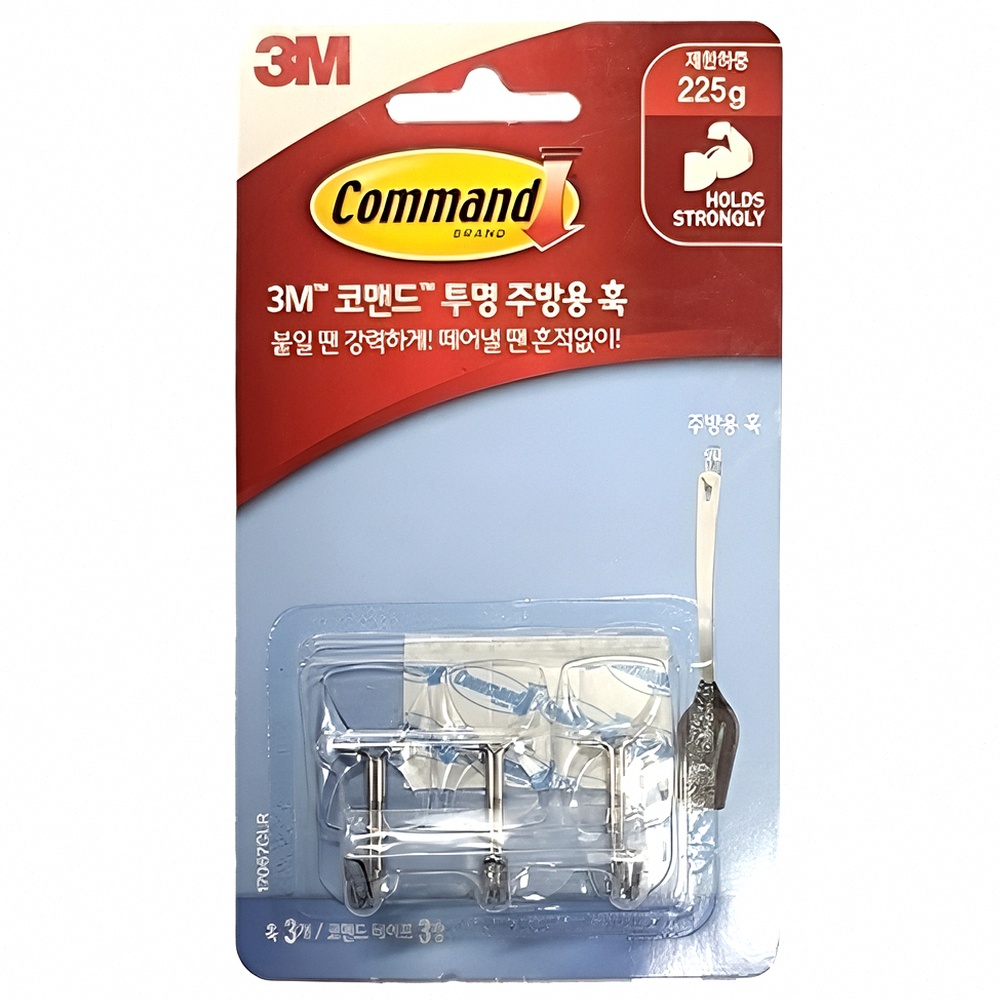 3M
제한하중
225g
HOLDS
STRONGLY
Command
BRAND
3M™ 코맨드™ 투명 주방용 훅
붙일 땐 강력하게! 떼어낼 땐 흔적없이!
주방용 훅
17067CLR
훅 3개 / 코맨드 테이프 3장